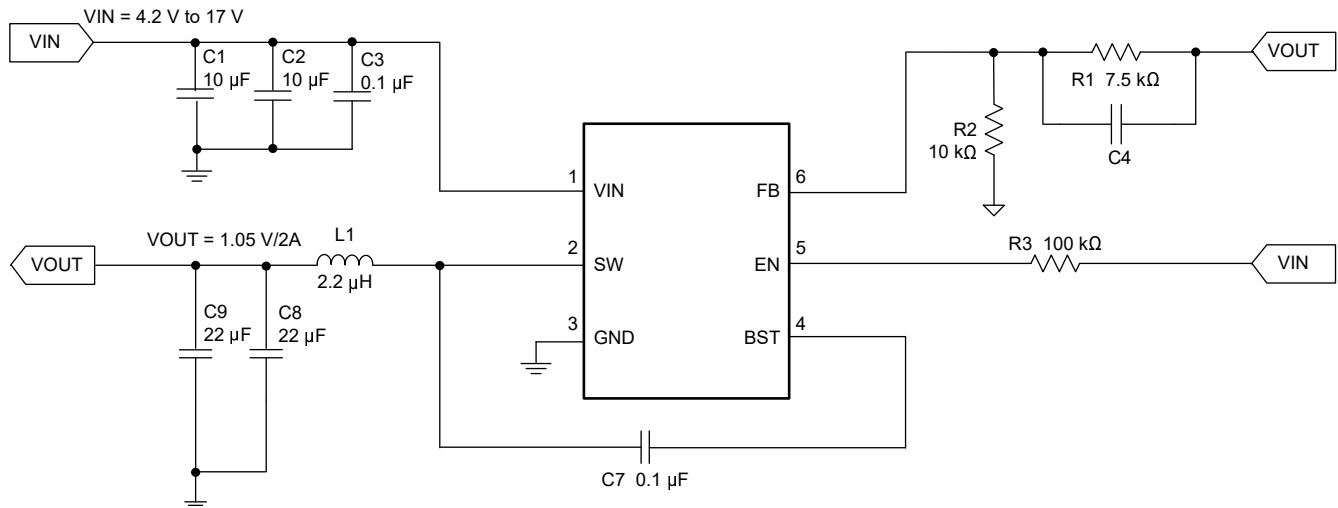 VIN = 4.2 V to 17 V
VIN
C1
10 µF
C2
10 µF
C3
0.1 µF
VOUT
R1 7.5 kΩ
R2
10 kΩ
C4
1
VIN
6
FB
VOUT = 1.05 V/2A
L1
2.2 µH
VOUT
2
SW
5
EN
R3 100 kΩ
VIN
C9
22 µF
C8
22 µF
3
GND
4
BST
C7 0.1 µF